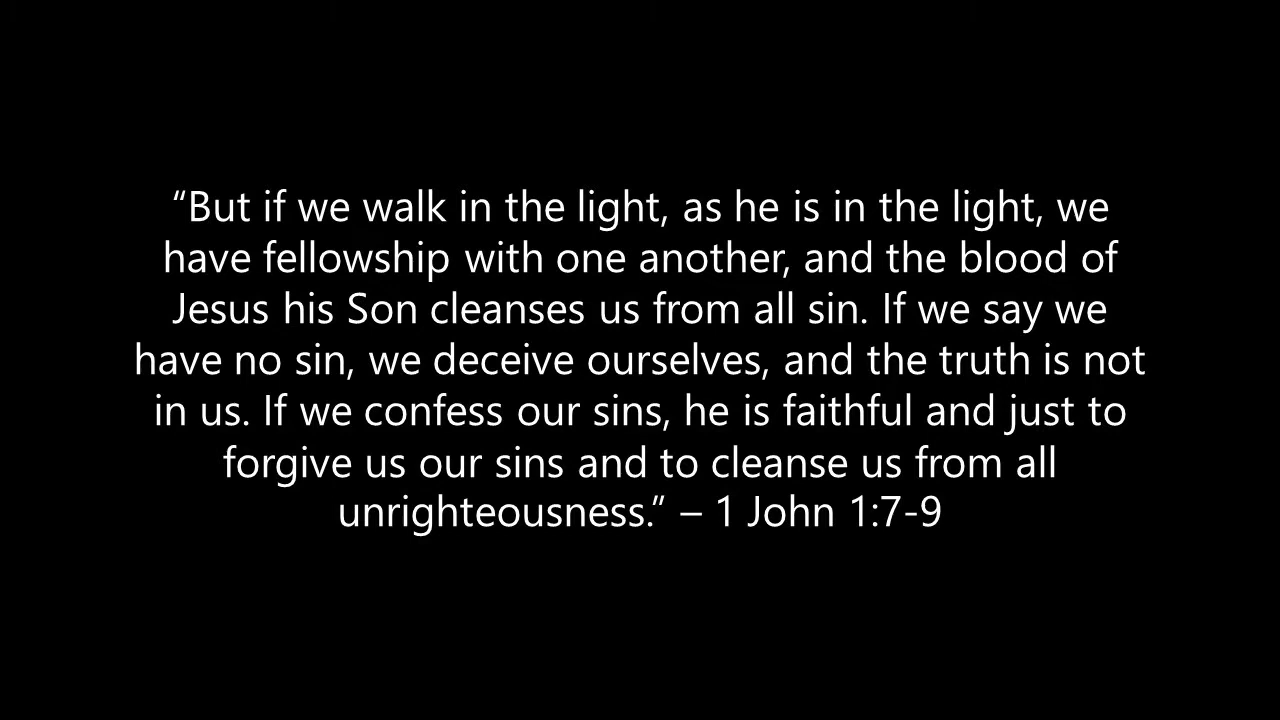 “But if we walk in the light, as he is in the light, we
have fellowship with one another, and the blood of
Jesus his Son cleanses us from all sin. If we say we
have no sin, we deceive ourselves, and the truth is not
in us. If we confess our sins, he is faithful and just to
forgive us our sins and to cleanse us from all
unrighteousness.” – 1 John 1:7-9